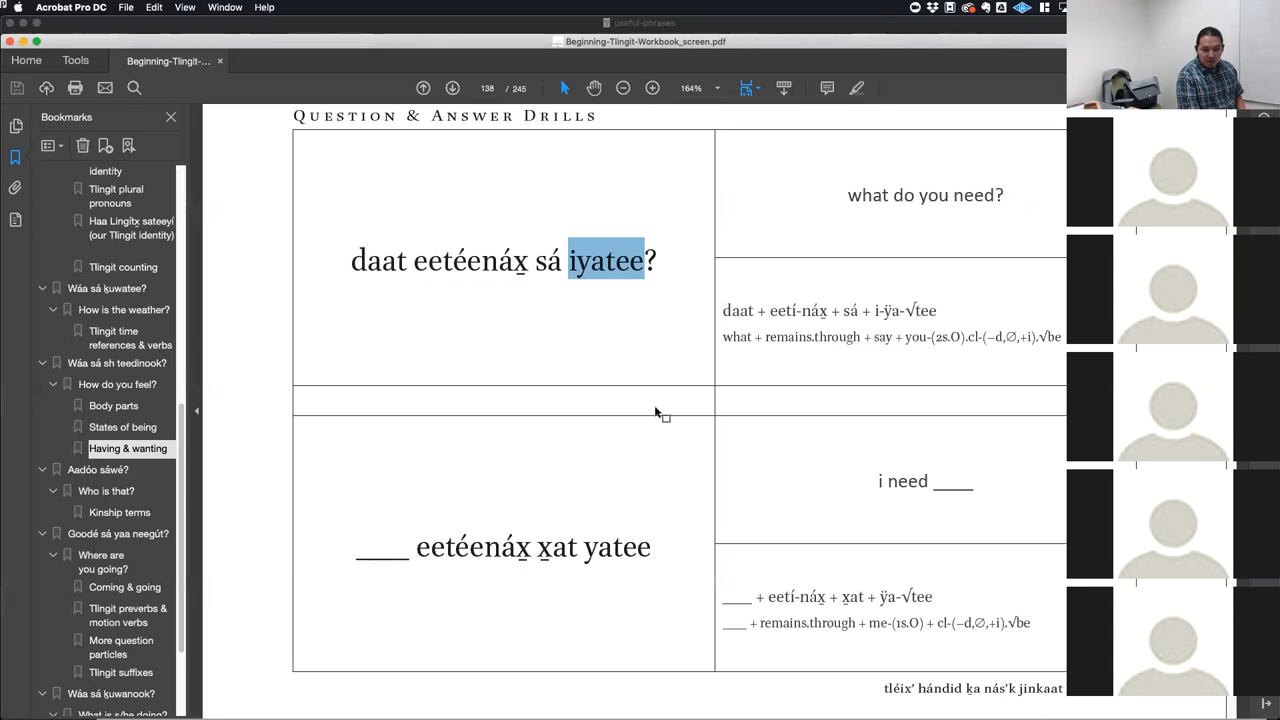 Acrobat Pro DC File Edit View Window Help
useful-phrases
Beginning-Tlingit-Workbook_screen.pdf
Home Tools Beginning-Tlingit-... ×
138 / 245 164%
Bookmarks
identity
Tlingit plural
pronouns
Haa Lingítx̱ sateeyí
(our Tlingit identity)
Tlingit counting
Wáa sá kuwatee?
How is the weather?
Tlingit time
references & verbs
Wáa sá sh teedinook?
How do you feel?
Body parts
States of being
Having & wanting
Aadóo sáwé?
Who is that?
Kinship terms
Goodé sá yaa neegút?
Where are
you going?
Coming & going
Tlingit preverbs &
motion verbs
More question
particles
Tlingit suffixes
Wáa sá ḵuwanook?
What is s/he doing?
Question & Answer Drills
daat eetéenáx̱ sá iyatee?
what do you need?
daat + eetí-náx̱ + sá + i-ÿa-√tee
what + remains.through + say + you-(2s.O).cl-(–d,∅,+i).√be
____ eetéenáx̱ x̱at yatee
i need ____
____ + eetí-náx̱ + x̱at + ÿa-√tee
____ + remains.through + me-(1s.O) + cl-(–d,∅,+i).√be
tléix’ hándid ḵa nás’k jinkaat